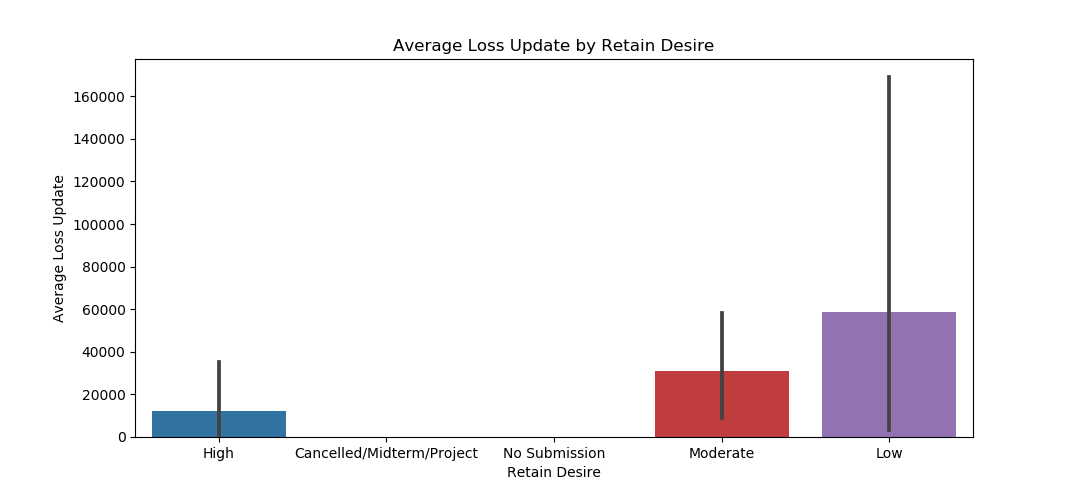 Average Loss Update by Retain Desire
160000
140000
120000
100000
80000
60000
40000
20000
0
Average Loss Update
High
Cancelled/Midterm/Project
No Submission
Moderate
Low
Retain Desire